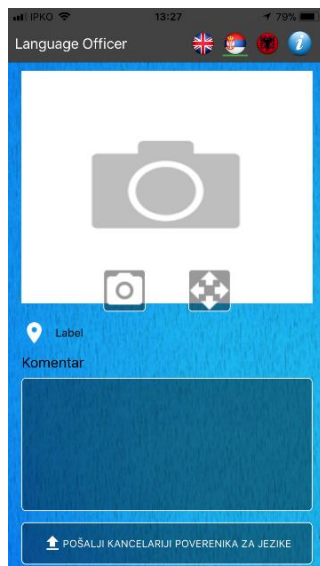 IPKO 13:27 79%
Language Officer
i
Label
Komentar
POŠALJI KANCELARIJI POVERENIKA ZA JEZIKE